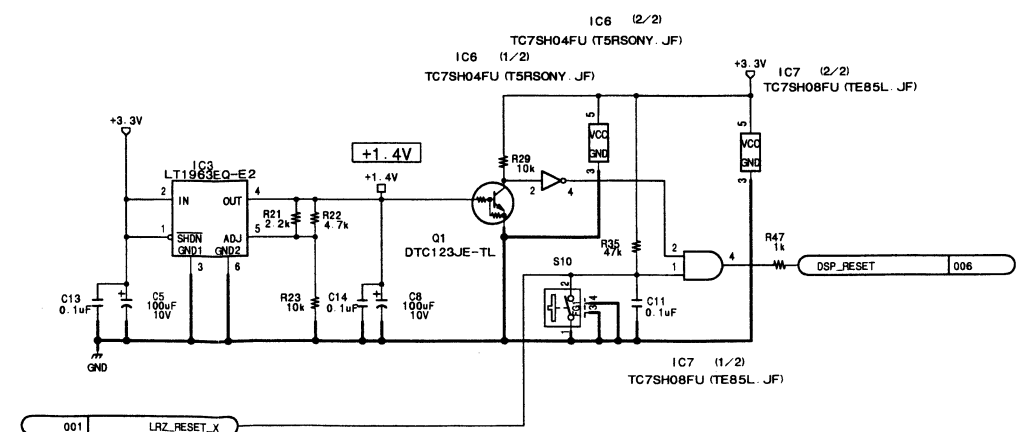 IC6 (2/2)
TC7SH04FU (T5RSONY. JF)
IC6 (1/2)
TC7SH04FU (T5RSONY. JF)
+3.3V
IC7 (2/2)
TC7SH08FU (TE85L. JF)
+3.3V
+1.4V
IC3
LT1963EQ-E2
+1.4V
5
VCC
GND
3
5
VCC
GND
3
R29
10k
2
4
2
IN
OUT
4
1
SHDN
ADJ
5
GND1
GND2
3
6
R21
2.2k
R22
4.7k
Q1
DTC123JE-TL
R35
47k
2
1
4
R47
1k
DSP_RESET
006
S10
2
FG1
3
4
1
C13
0.1uF
+
C5
100uF
10V
R23
10k
C14
0.1uF
+
C8
100uF
10V
C11
0.1uF
GND
IC7 (1/2)
TC7SH08FU (TE85L. JF)
001
LRZ_RESET_X